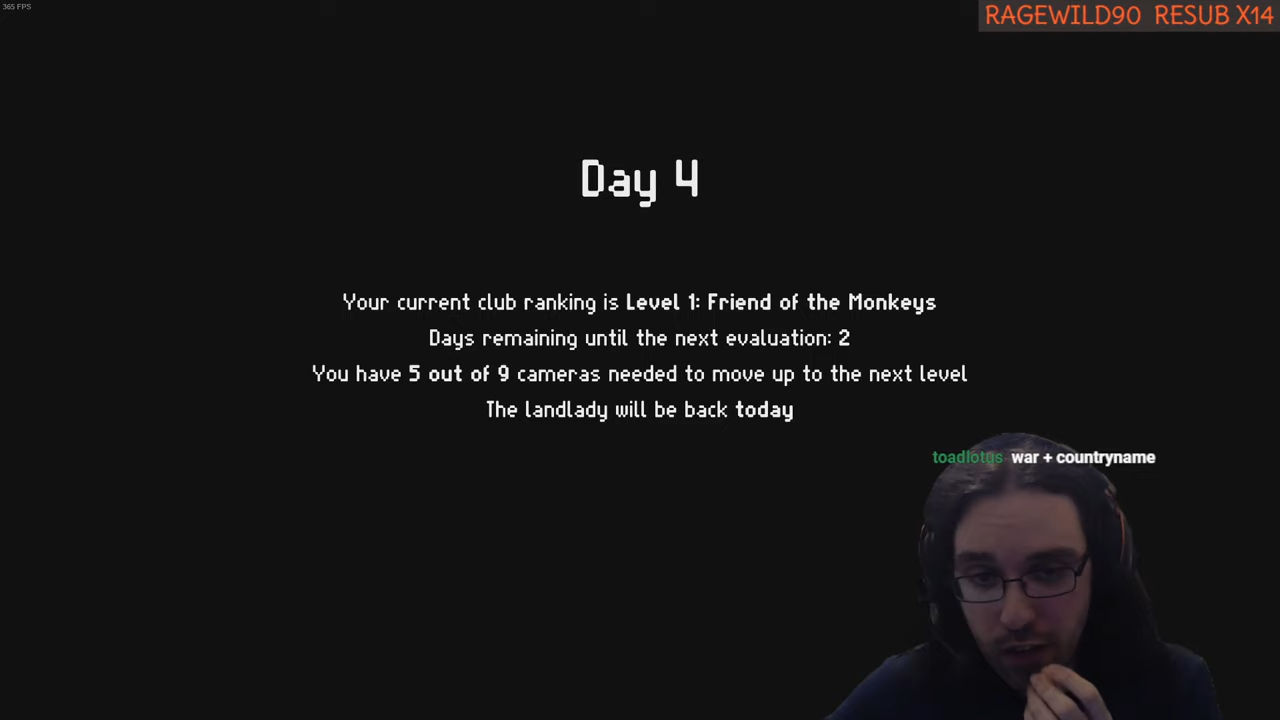 365 FPS
RAGEWILD90 RESUB X14
Day 4
Your current club ranking is Level 1: Friend of the Monkeys
Days remaining until the next evaluation: 2
You have 5 out of 9 cameras needed to move up to the next level
The landlady will be back today
toadlotus war + countryname